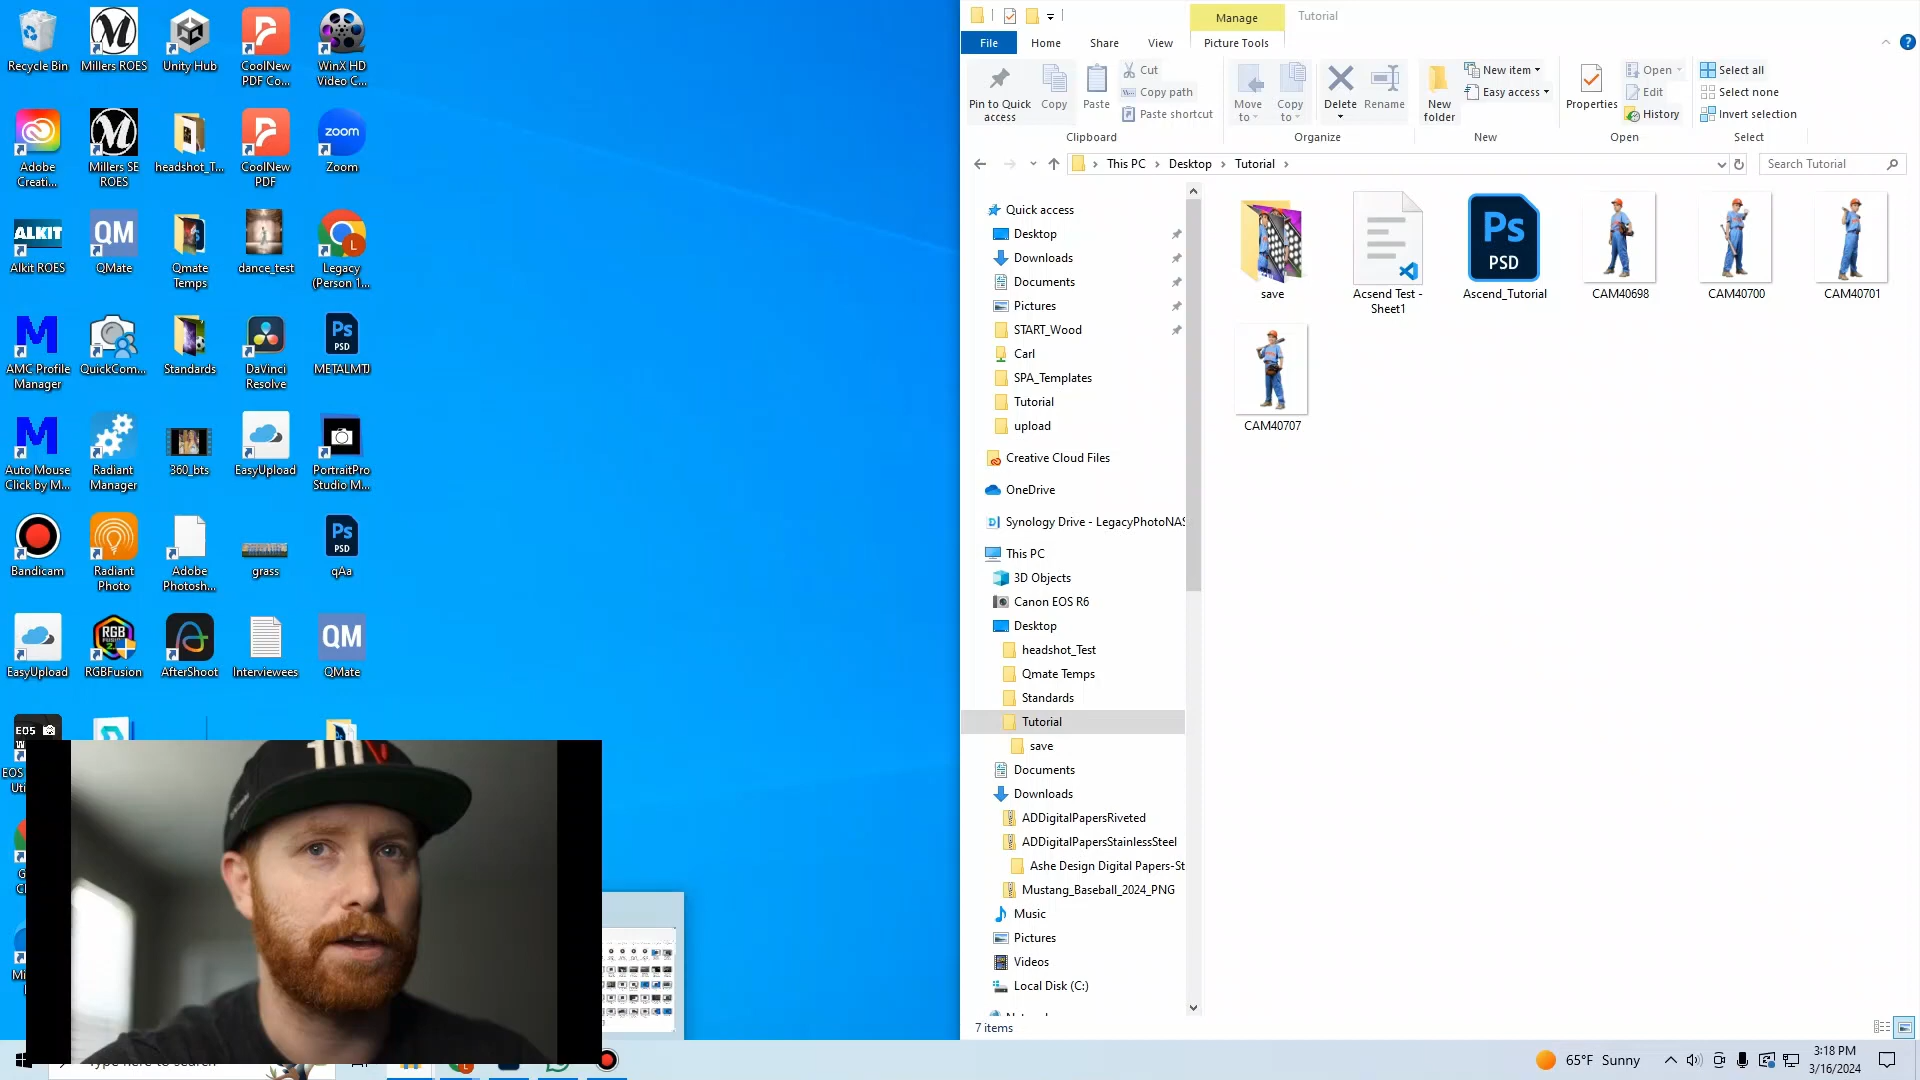 Recycle Bin
Millers ROES
Unity Hub
CoolNew
PDF Co...
WinX HD
Video C...
Adobe
Creati...
Millers SE
ROES
headshot_T...
CoolNew
PDF
zoom
Zoom
ALKIT
Alkit ROES
QM
QMate
Qmate
Temps
dance_test
L
Legacy
(Person 1...
AMC Profile
Manager
QuickCom...
Standards
DaVinci
Resolve
Ps
PSD
METALMTJ
Auto Mouse
Click by M...
Radiant
Manager
360_bts
EasyUpload
PortraitPro
Studio M...
Bandicam
Radiant
Photo
Adobe
Photosh...
grass
Ps
PSD
qAa
EasyUpload
RGB
RGBFusion
AfterShoot
Interviewees
QM
QMate
EOS
EOS
Manage
Tutorial
File
Home
Share
View
Picture Tools
Pin to Quick
access
Copy
Paste
Cut
Copy path
Paste shortcut
Clipboard
Move
to
Copy
to
Delete
Rename
Organize
New
folder
New item
Easy access
New
Properties
Open
Edit
History
Open
Select all
Select none
Invert selection
Select
This PC
Desktop
Tutorial
Search Tutorial
Quick access
Desktop
Downloads
Documents
Pictures
START_Wood
Carl
SPA_Templates
Tutorial
upload
Creative Cloud Files
OneDrive
Synology Drive - LegacyPhotoNAS
This PC
3D Objects
Canon EOS R6
Desktop
headshot_Test
Qmate Temps
Standards
Tutorial
save
Documents
Downloads
ADDigitalPapersRiveted
ADDigitalPapersStainlessSteel
Ashe Design Digital Papers-St
Mustang_Baseball_2024_PNG
Music
Pictures
Videos
Local Disk (C:)
save
Acsend Test -
Sheet1
Ps
PSD
Ascend_Tutorial
CAM40698
CAM40700
CAM40701
CAM40707
7 items
65°F Sunny
3:18 PM
3/16/2024